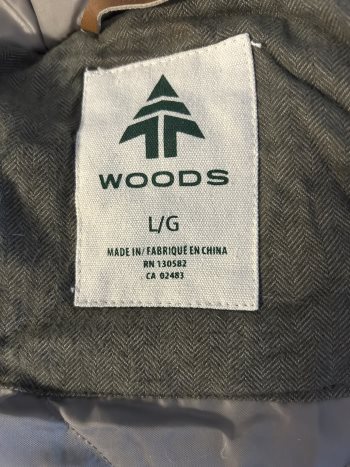 WOODS
L/G
MADE IN/FABRIQUÉ EN CHINA
RN 130582
CA 02483